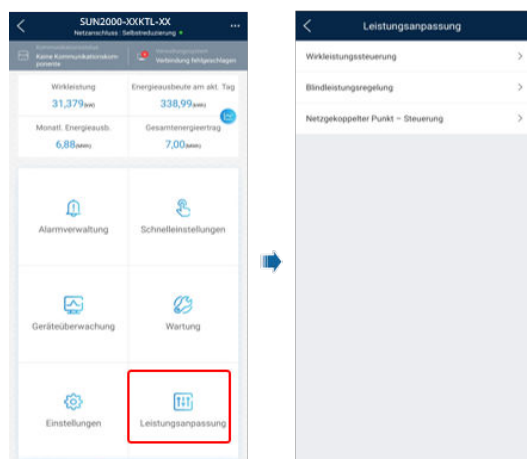 SUN2000-XXKTL-XX
Netzanschluss : Selbstreduzierung
Kommunikationsstatus
Keine Kommunikationskom-
ponente
Verwaltungssystem
Verbindung fehlgeschlagen
Wirkleistung
31,379(kW)
Energieausbeute am akt. Tag
338,99(kWh)
Monatl. Energieausb.
6,88(MWh)
Gesamtenergieertrag
7,00(MWh)
Alarmverwaltung
Schnelleinstellungen
Geräteüberwachung
Wartung
Einstellungen
Leistungsanpassung
Leistungsanpassung
Wirkleistungssteuerung
Blindleistungsregelung
Netzgekoppelter Punkt – Steuerung